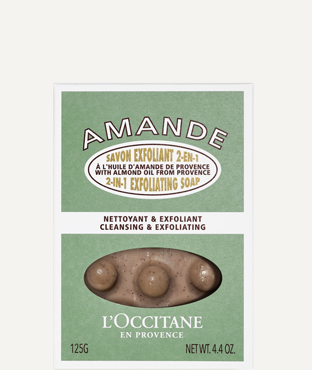 AMANDE
SAVON EXFOLIANT 2-EN-1
À L'HUILE D'AMANDE DE PROVENCE
WITH ALMOND OIL FROM PROVENCE
2-IN-1 EXFOLIATING SOAP
NETTOYANT & EXFOLIANT
CLEANSING & EXFOLIATING
L'OCCITANE
EN PROVENCE
125G NET WT. 4.4 OZ.